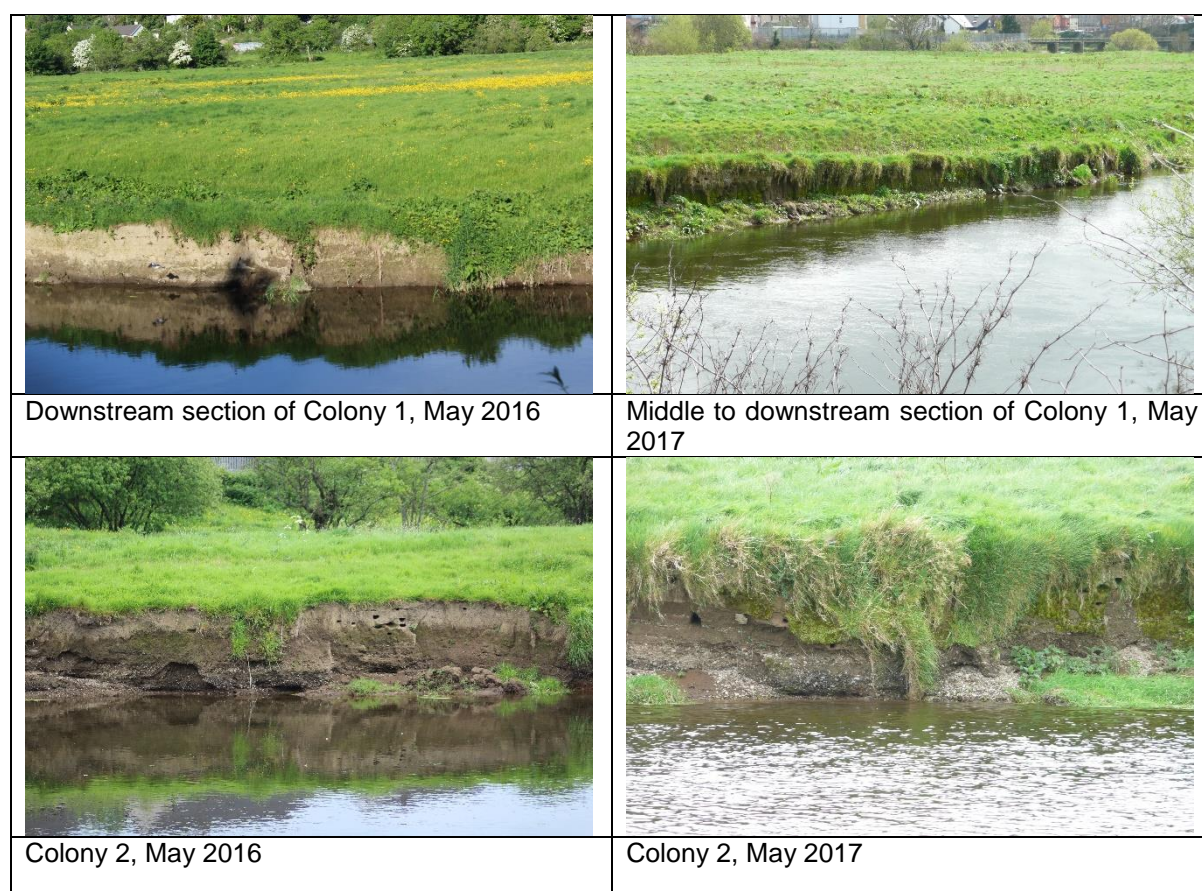 Downstream section of Colony 1, May 2016
Middle to downstream section of Colony 1, May
2017
Colony 2, May 2016
Colony 2, May 2017